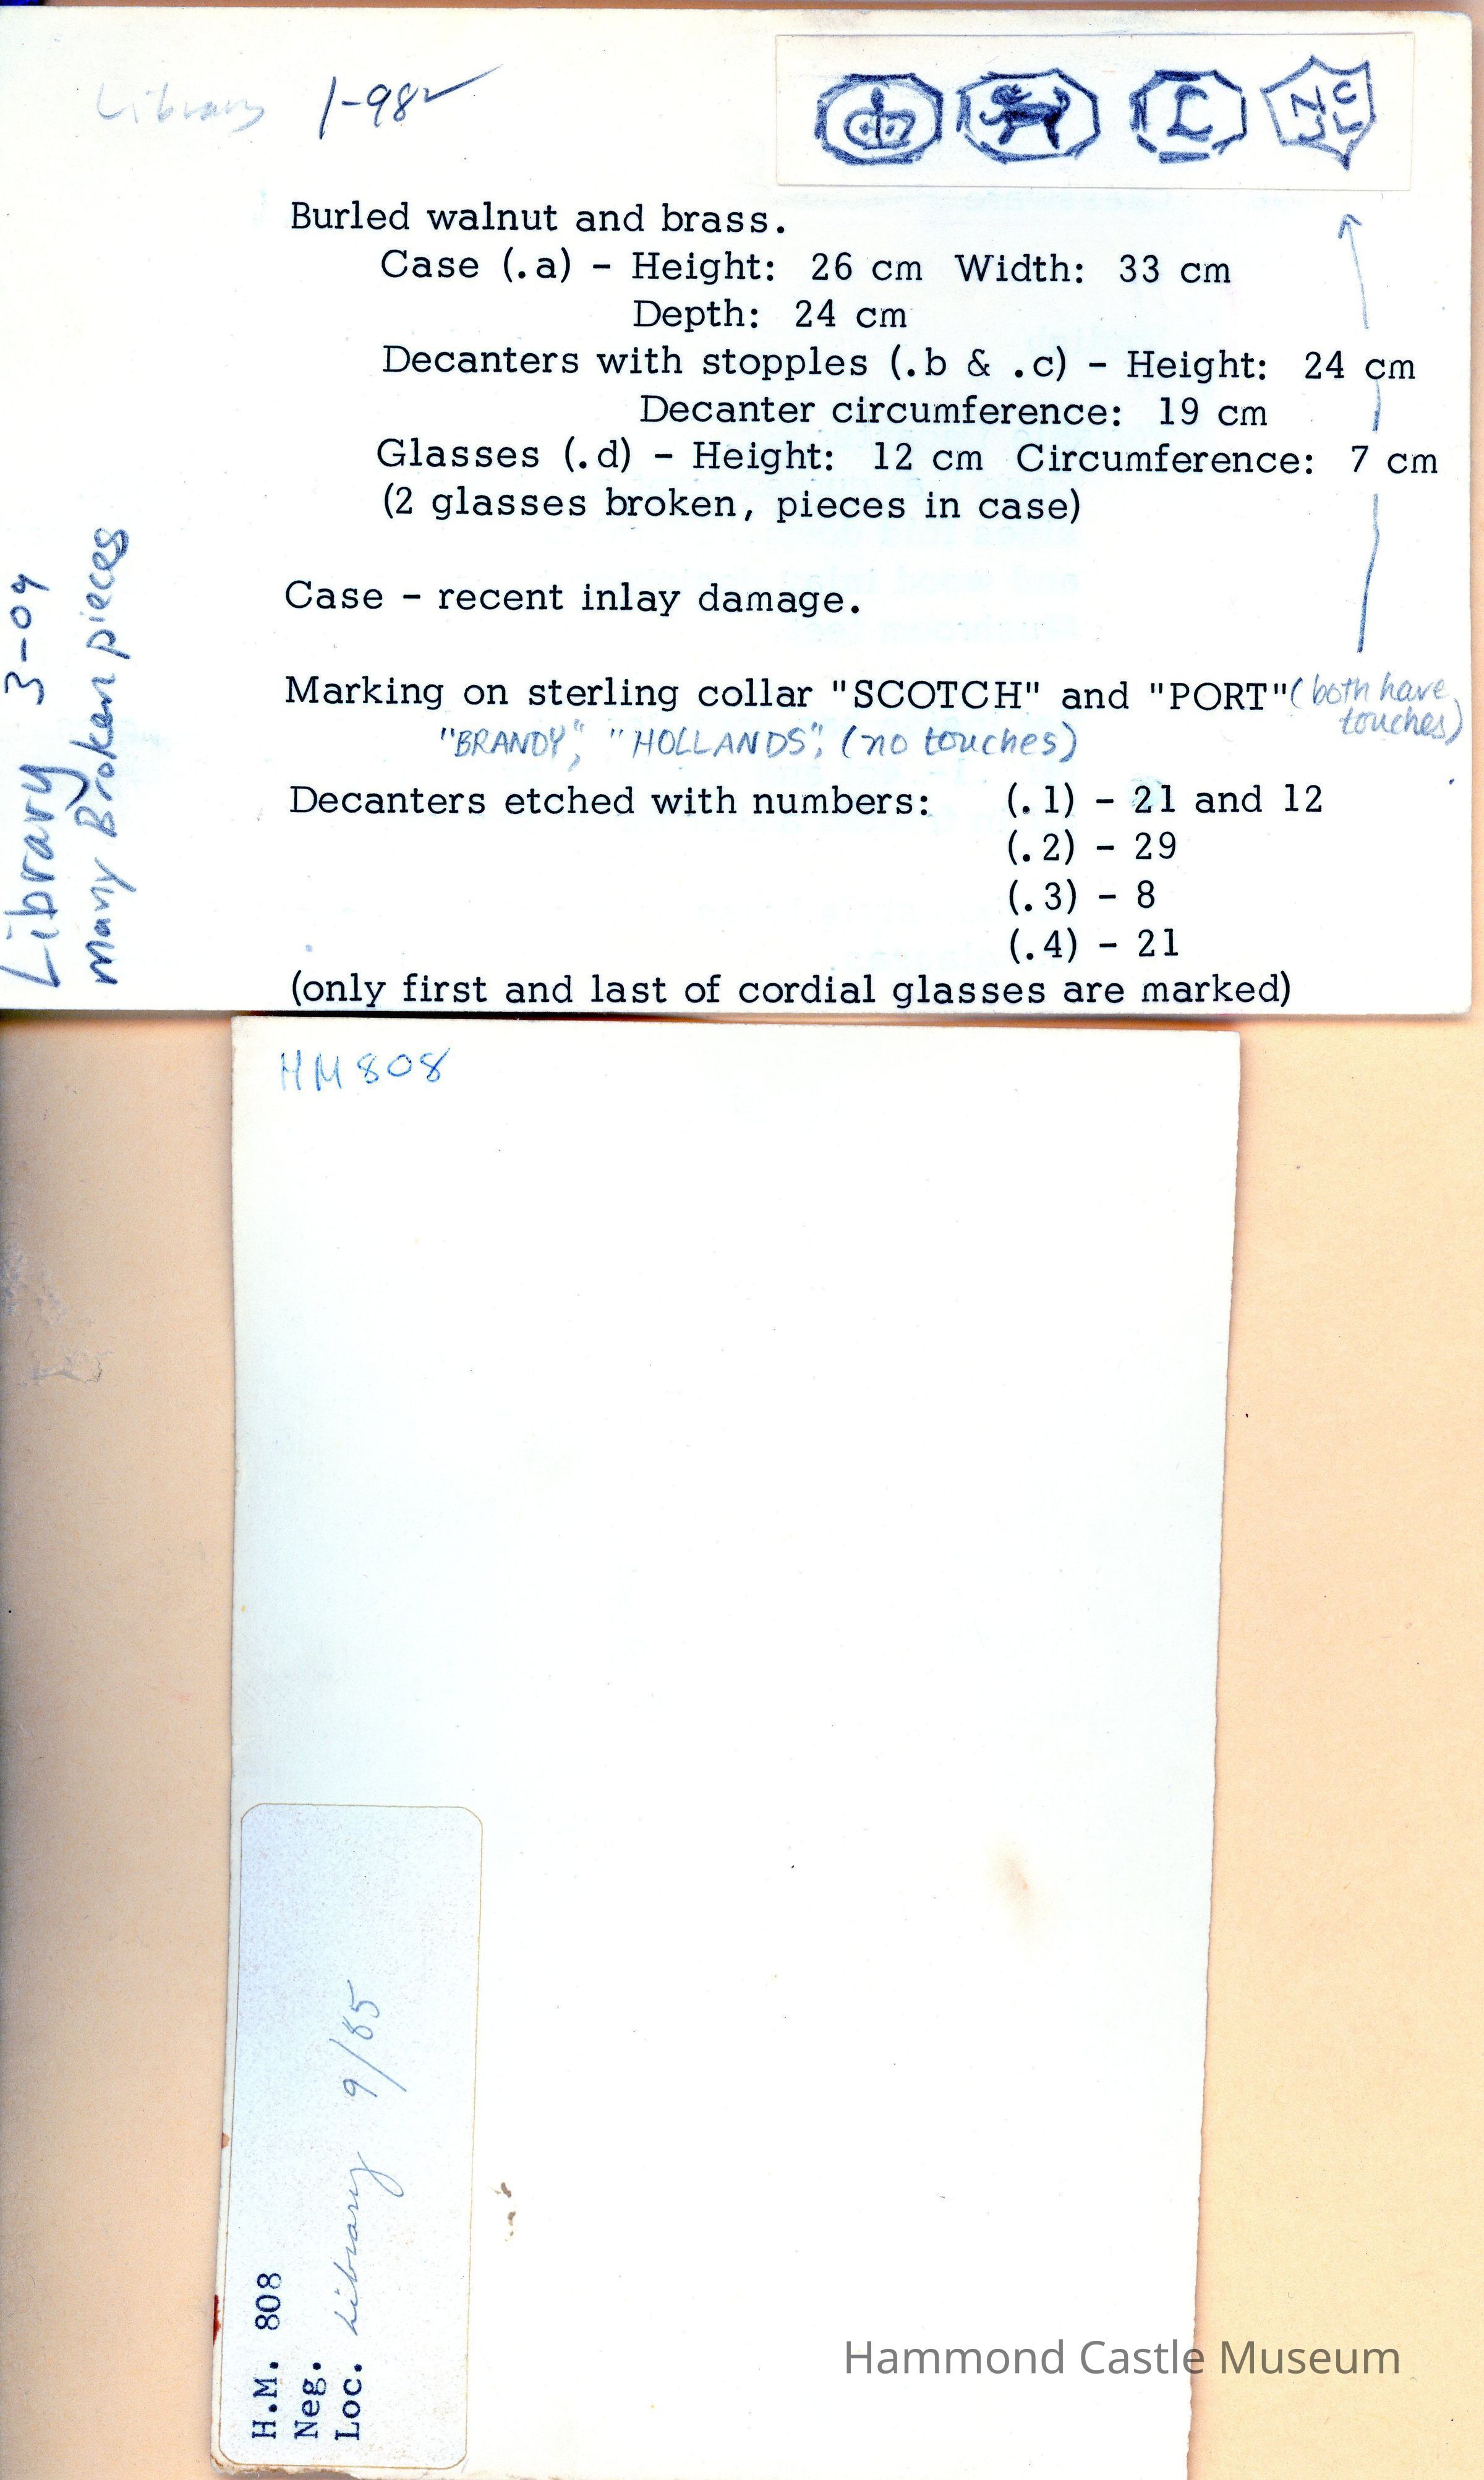 Library 1-98✓
L
Burled walnut and brass.
Case (.a) - Height: 26 cm Width: 33 cm
Depth: 24 cm
Decanters with stopples (.b & .c) - Height: 24 cm
Decanter circumference: 19 cm
Glasses (.d) - Height: 12 cm Circumference: 7 cm
(2 glasses broken, pieces in case)
Case - recent inlay damage.
Marking on sterling collar "SCOTCH" and "PORT" (both have
touches)
"BRANDY", "HOLLANDS", (no touches)
Decanters etched with numbers: (.1) - 21 and 12
(.2) - 29
(.3) - 8
(.4) - 21
(only first and last of cordial glasses are marked)
Library 3-09
many Broken pieces
HM808
H.M. 808
Neg.
Loc. Library 9/85
Hammond Castle Museum